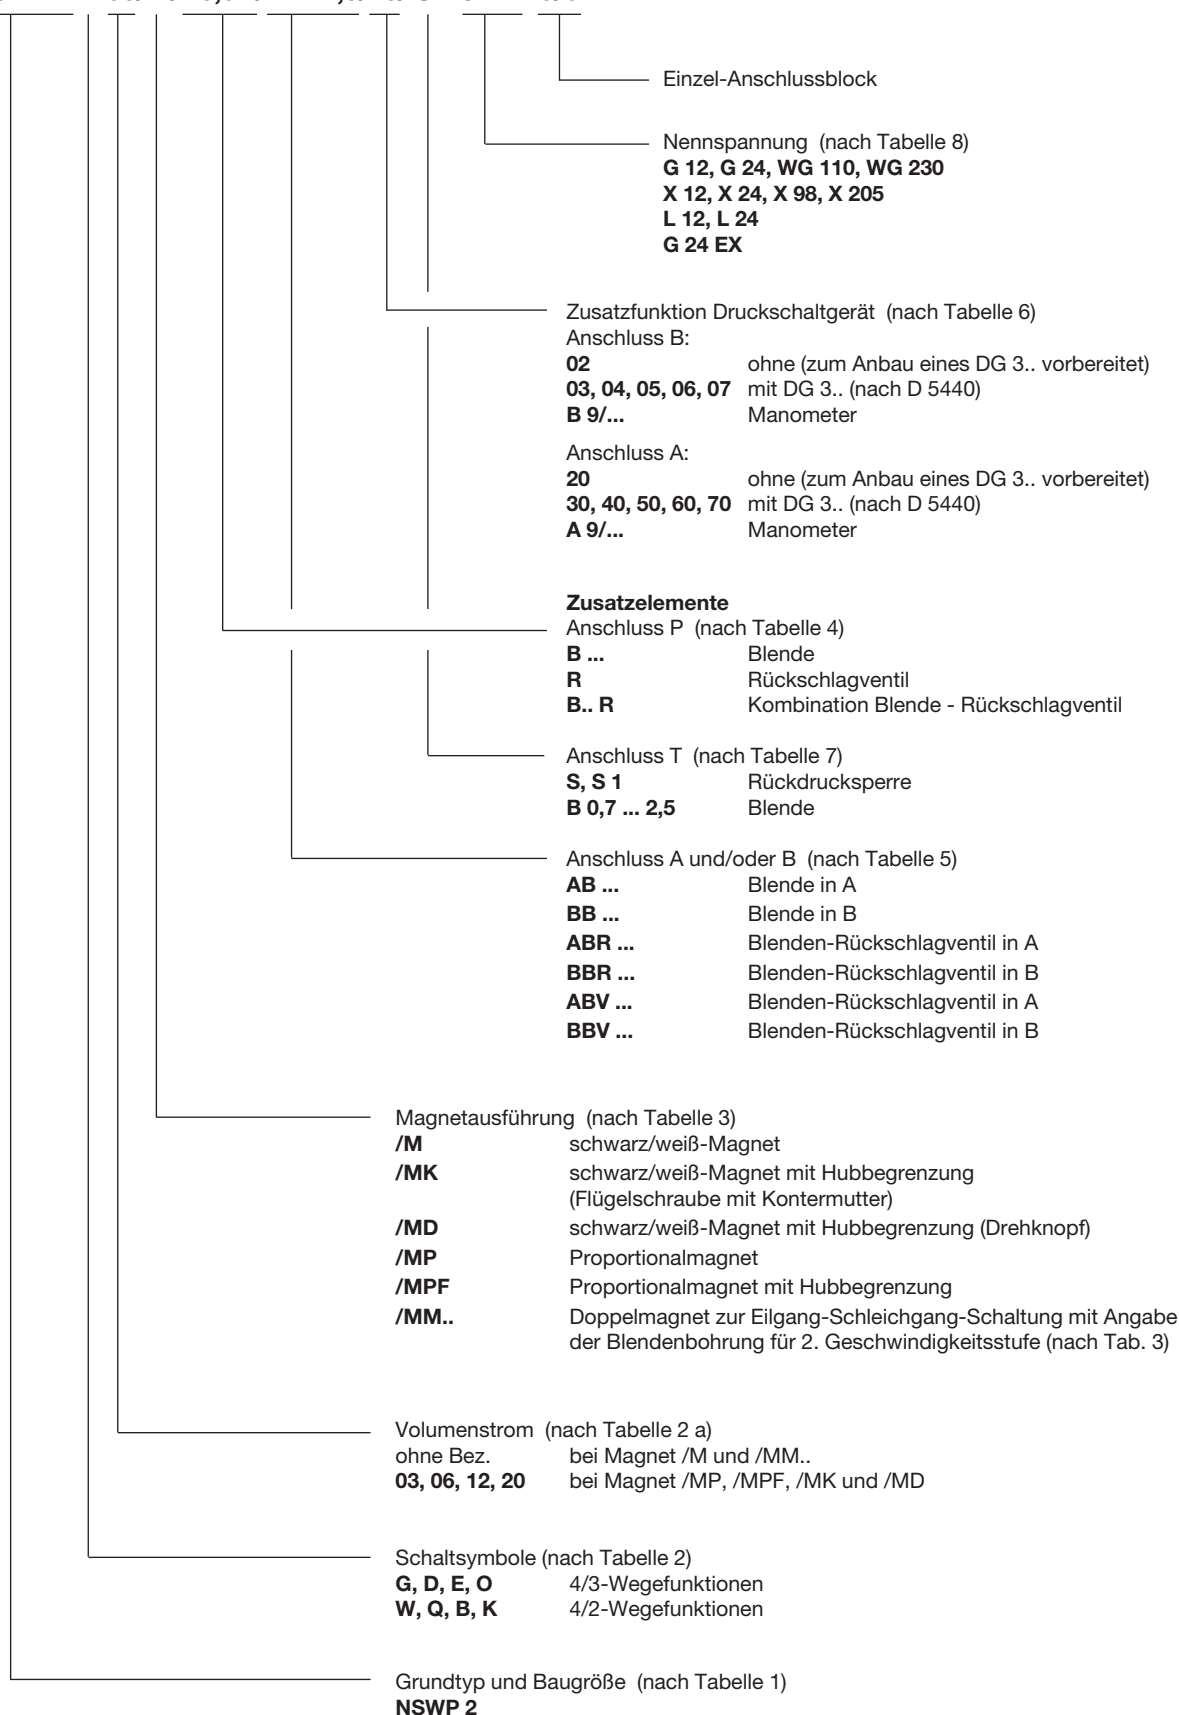 Einzel-Anschlussblock
Nennspannung (nach Tabelle 8)
G 12, G 24, WG 110, WG 230
X 12, X 24, X 98, X 205
L 12, L 24
G 24 EX
Zusatzfunktion Druckschaltgerät (nach Tabelle 6)
Anschluss B:
02 ohne (zum Anbau eines DG 3.. vorbereitet)
03, 04, 05, 06, 07 mit DG 3.. (nach D 5440)
B 9/... Manometer
Anschluss A:
20 ohne (zum Anbau eines DG 3.. vorbereitet)
30, 40, 50, 60, 70 mit DG 3.. (nach D 5440)
A 9/... Manometer
Zusatzelemente
Anschluss P (nach Tabelle 4)
B ... Blende
R Rückschlagventil
B.. R Kombination Blende - Rückschlagventil
Anschluss T (nach Tabelle 7)
S, S 1 Rückdrucksperre
B 0,7 ... 2,5 Blende
Anschluss A und/oder B (nach Tabelle 5)
AB ... Blende in A
BB ... Blende in B
ABR ... Blenden-Rückschlagventil in A
BBR ... Blenden-Rückschlagventil in B
ABV ... Blenden-Rückschlagventil in A
BBV ... Blenden-Rückschlagventil in B
Magnetausführung (nach Tabelle 3)
/M schwarz/weiß-Magnet
/MK schwarz/weiß-Magnet mit Hubbegrenzung
(Flügelschraube mit Kontermutter)
/MD schwarz/weiß-Magnet mit Hubbegrenzung (Drehknopf)
/MP Proportionalmagnet
/MPF Proportionalmagnet mit Hubbegrenzung
/MM.. Doppelmagnet zur Eilgang-Schleichgang-Schaltung mit Angabe
der Blendenbohrung für 2. Geschwindigkeitsstufe (nach Tab. 3)
Volumenstrom (nach Tabelle 2 a)
ohne Bez. bei Magnet /M und /MM..
03, 06, 12, 20 bei Magnet /MP, /MPF, /MK und /MD
Schaltsymbole (nach Tabelle 2)
G, D, E, O 4/3-Wegefunktionen
W, Q, B, K 4/2-Wegefunktionen
Grundtyp und Baugröße (nach Tabelle 1)
NSWP 2